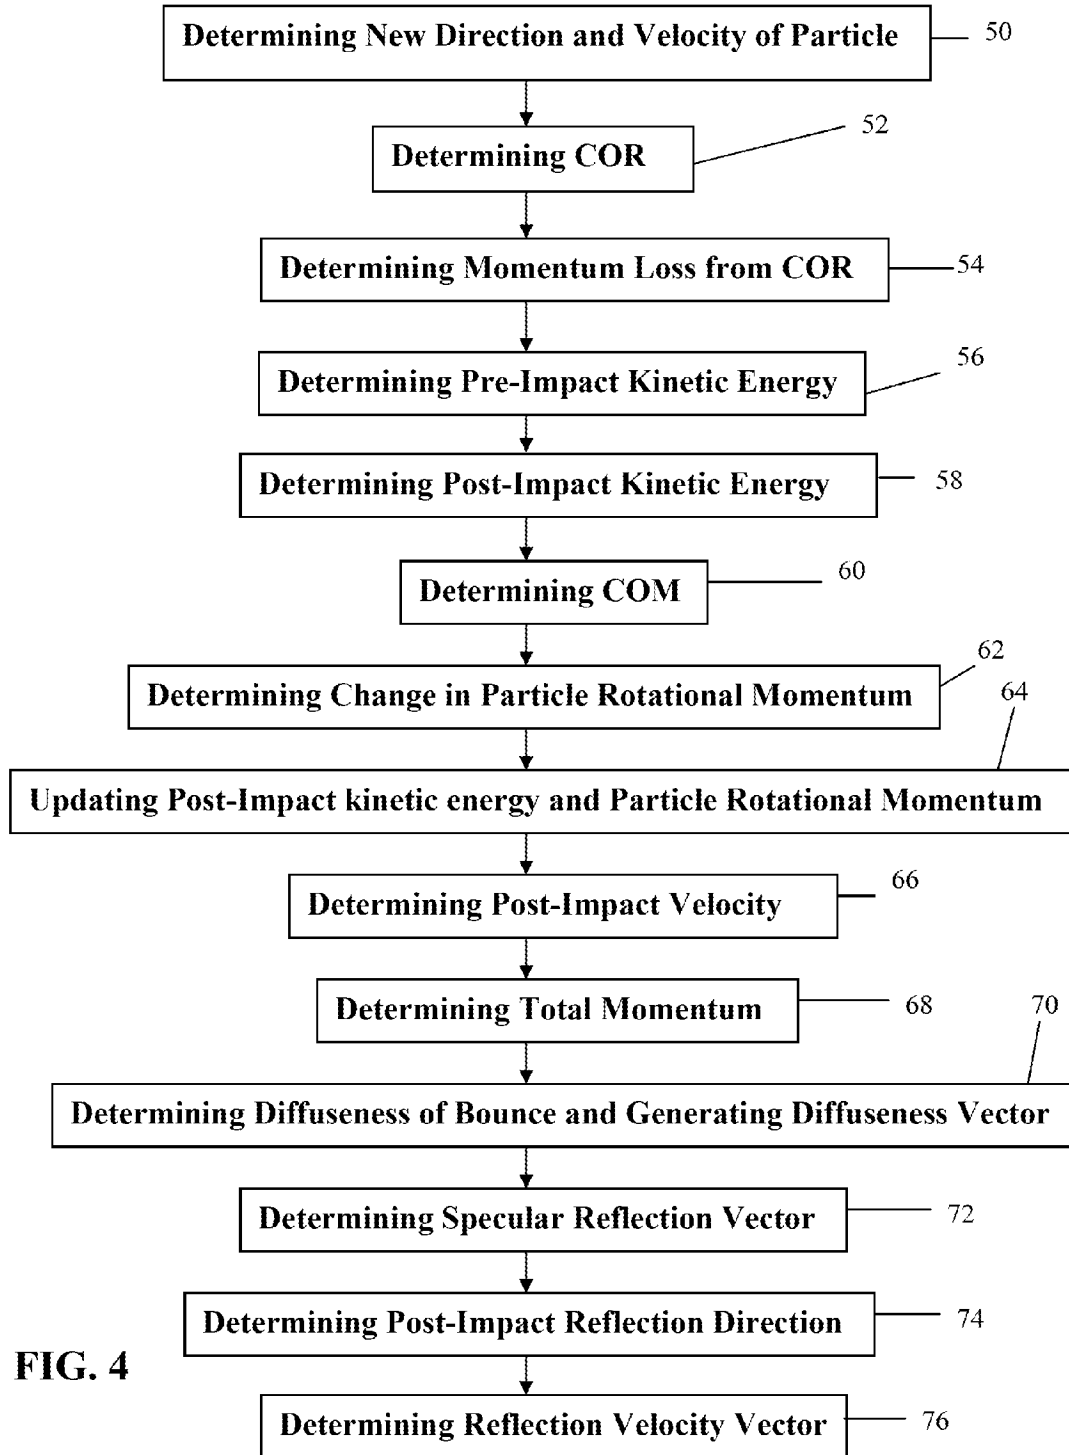 Determining New Direction and Velocity of Particle
50
Determining COR
52
Determining Momentum Loss from COR
54
Determining Pre-Impact Kinetic Energy
56
Determining Post-Impact Kinetic Energy
58
Determining COM
60
Determining Change in Particle Rotational Momentum
62
Updating Post-Impact kinetic energy and Particle Rotational Momentum
64
Determining Post-Impact Velocity
66
Determining Total Momentum
68
Determining Diffuseness of Bounce and Generating Diffuseness Vector
70
Determining Specular Reflection Vector
72
Determining Post-Impact Reflection Direction
74
FIG. 4
Determining Reflection Velocity Vector
76